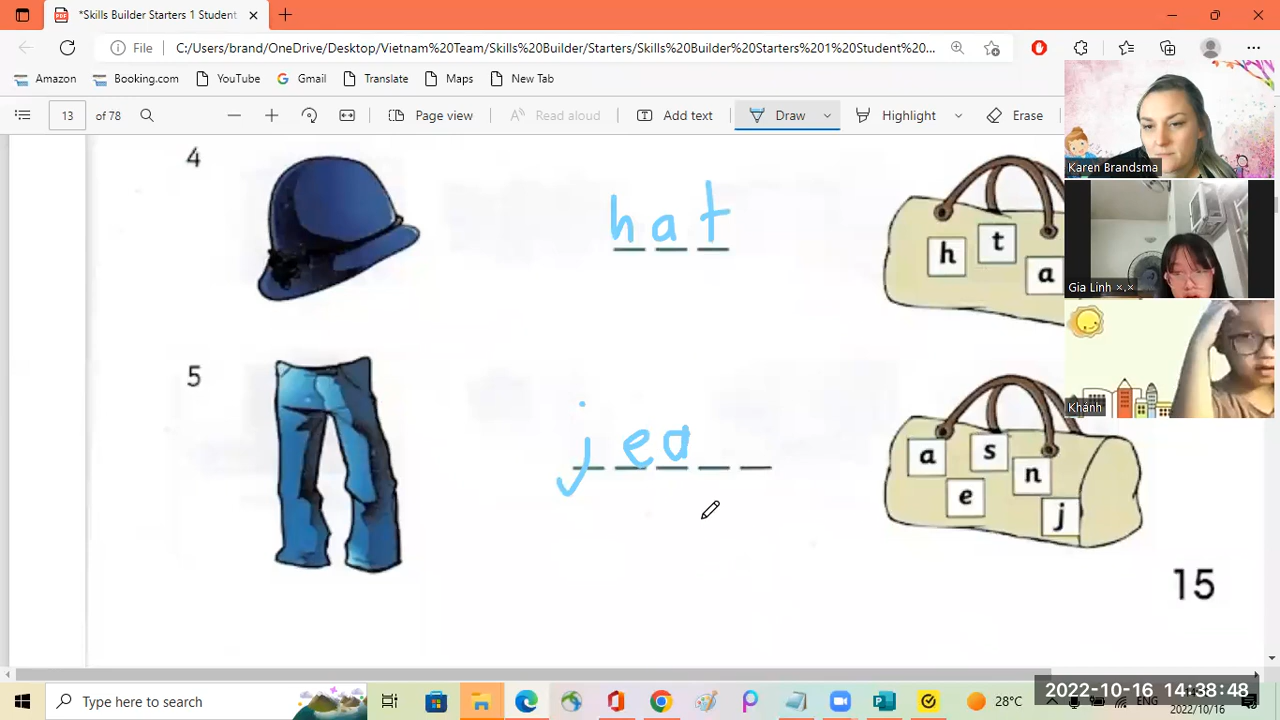 "Skills Builder Starters 1 Student
File
C:/Users/brand/OneDrive/Desktop/Vietnam%20Team/Skills%20Builder/Starters/Skills%20Builder%20Starters%201%20Student%20...
Amazon
Booking.com
YouTube
Gmail
Translate
Maps
New Tab
13 of 78
Page view
Read aloud
Add text
Draw
Highlight
Erase
Karen Brandsma
Gia Linh ×.×
Khánh
4
hat
h t a
5
jea
a s n e j
15
Type here to search
28°C
ENG
2022-10-16 14:38:48
2022/10/16